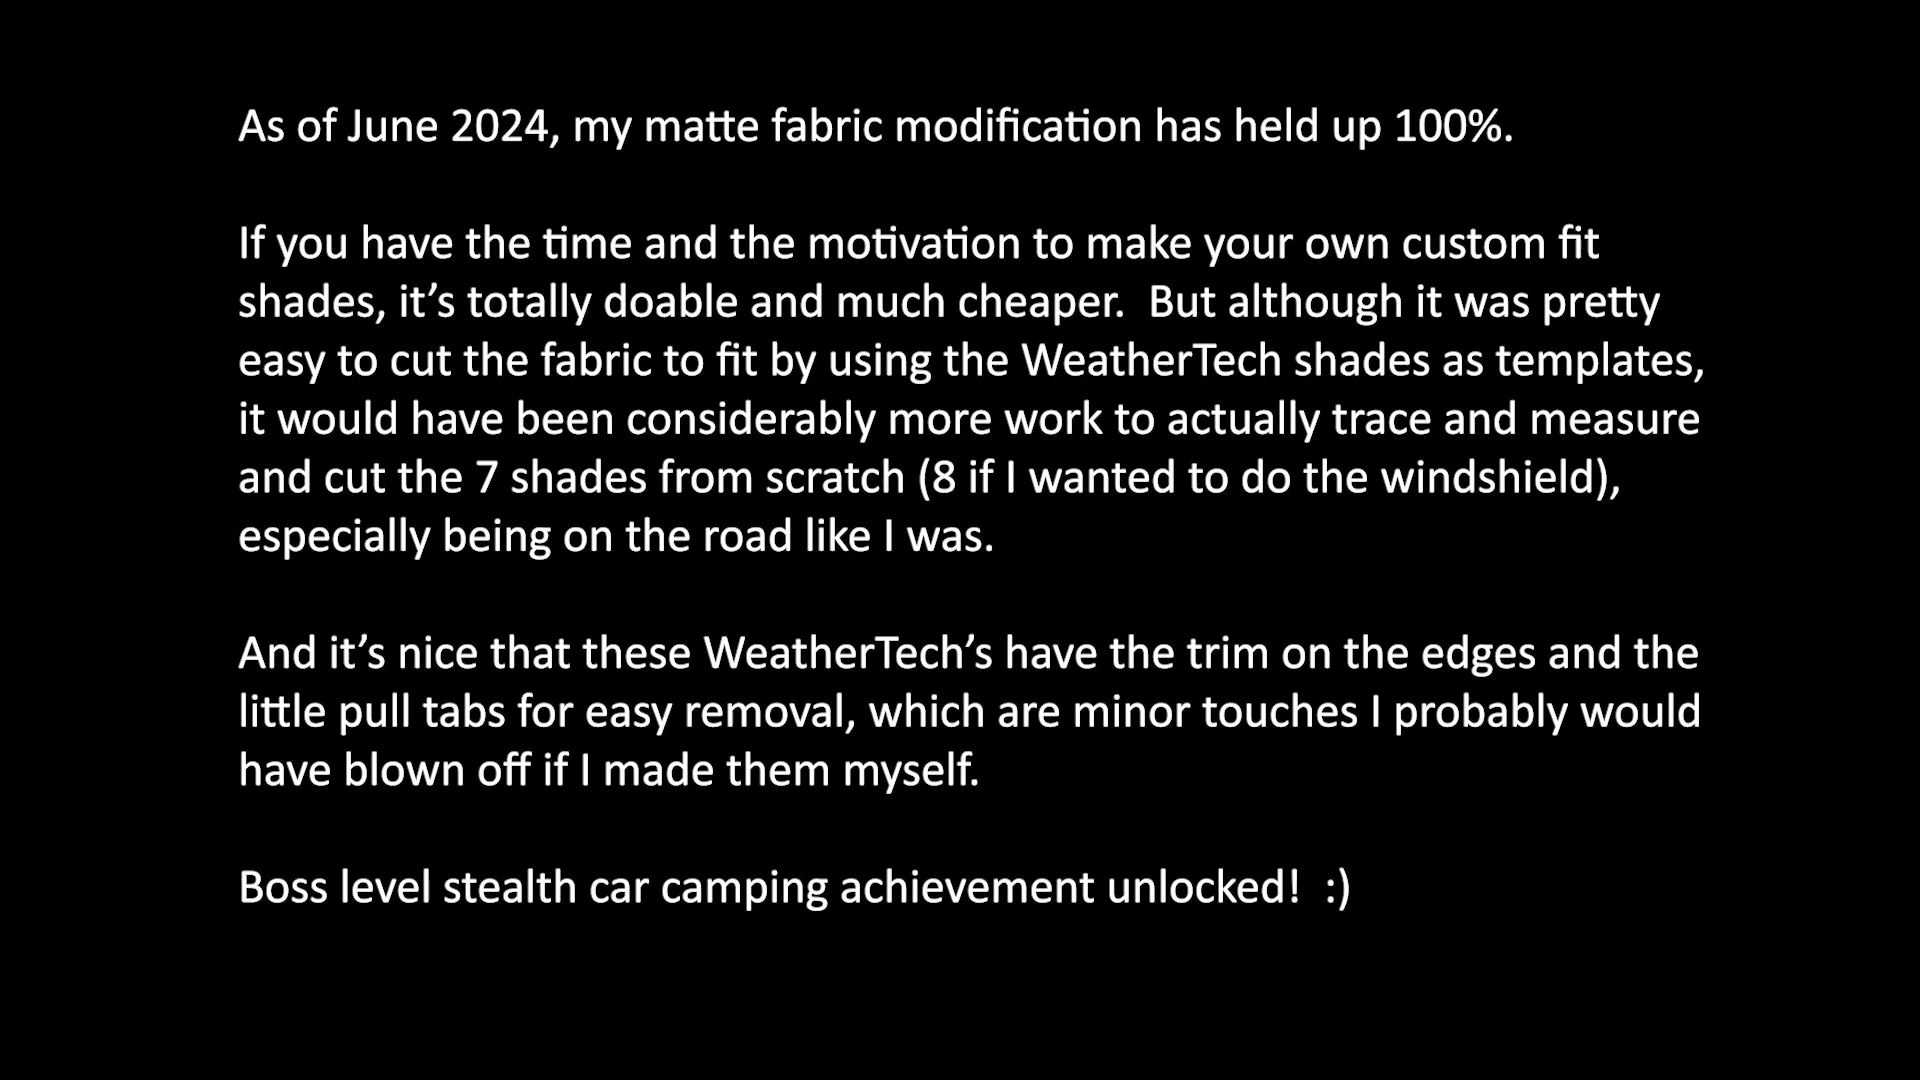 As of June 2024, my matte fabric modification has held up 100%.
If you have the time and the motivation to make your own custom fit
shades, it’s totally doable and much cheaper.  But although it was pretty
easy to cut the fabric to fit by using the WeatherTech shades as templates,
it would have been considerably more work to actually trace and measure
and cut the 7 shades from scratch (8 if I wanted to do the windshield),
especially being on the road like I was.
And it’s nice that these WeatherTech’s have the trim on the edges and the
little pull tabs for easy removal, which are minor touches I probably would
have blown off if I made them myself.
Boss level stealth car camping achievement unlocked!  :)